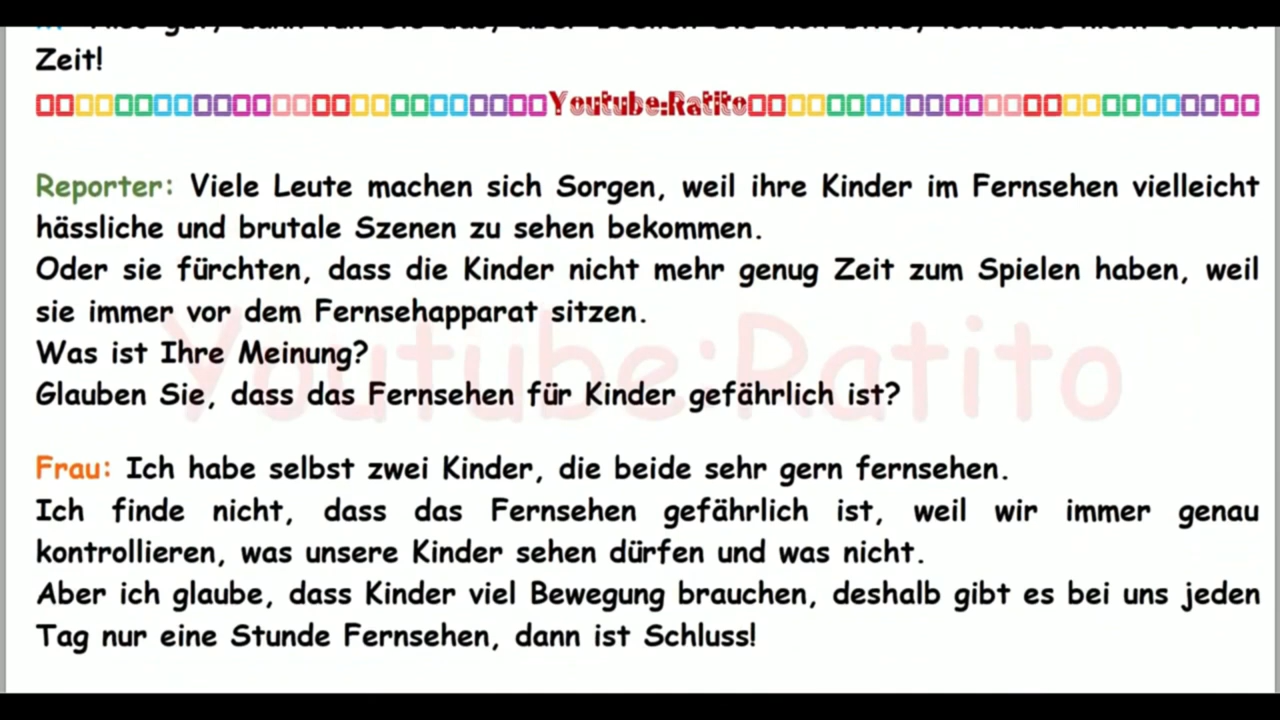 Zeit!
Youtube:Ratito
Reporter: Viele Leute machen sich Sorgen, weil ihre Kinder im Fernsehen vielleicht
hässliche und brutale Szenen zu sehen bekommen.
Oder sie fürchten, dass die Kinder nicht mehr genug Zeit zum Spielen haben, weil
sie immer vor dem Fernsehapparat sitzen.
Was ist Ihre Meinung?
Glauben Sie, dass das Fernsehen für Kinder gefährlich ist?
Youtube:Ratito
Frau: Ich habe selbst zwei Kinder, die beide sehr gern fernsehen.
Ich finde nicht, dass das Fernsehen gefährlich ist, weil wir immer genau
kontrollieren, was unsere Kinder sehen dürfen und was nicht.
Aber ich glaube, dass Kinder viel Bewegung brauchen, deshalb gibt es bei uns jeden
Tag nur eine Stunde Fernsehen, dann ist Schluss!